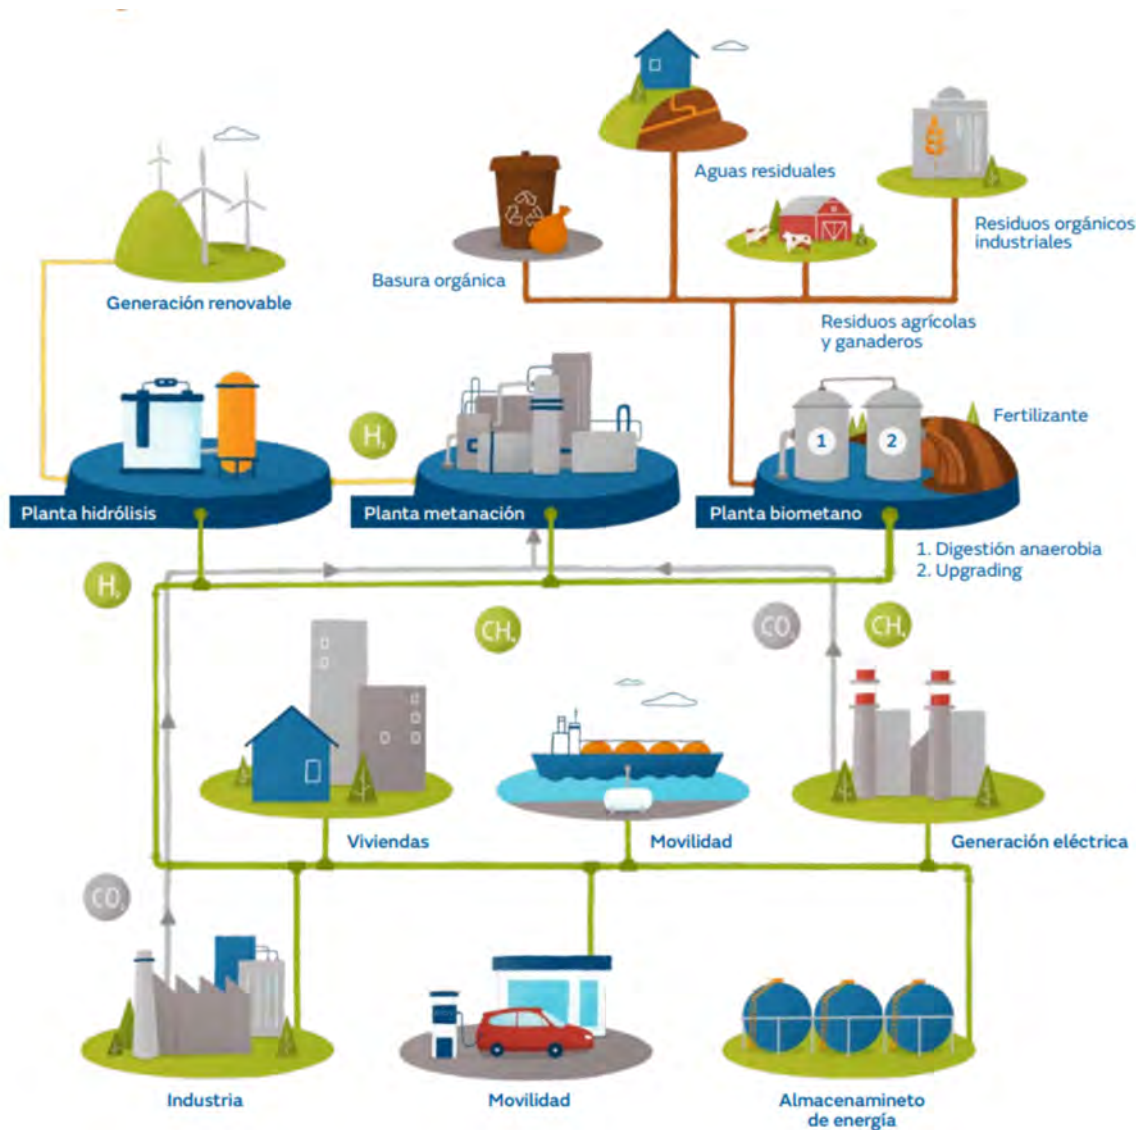 Aguas residuales
Residuos orgánicos
industriales
Basura orgánica
Generación renovable
Residuos agrícolas
y ganaderos
Fertilizante
1
2
H₂
Planta hidrólisis
Planta metanación
Planta biometano
1. Digestión anaerobia
2. Upgrading
H₂
CH₄
CO₂
CH₄
Viviendas
Movilidad
Generación eléctrica
CO₂
Industria
Movilidad
Almacenamineto
de energía